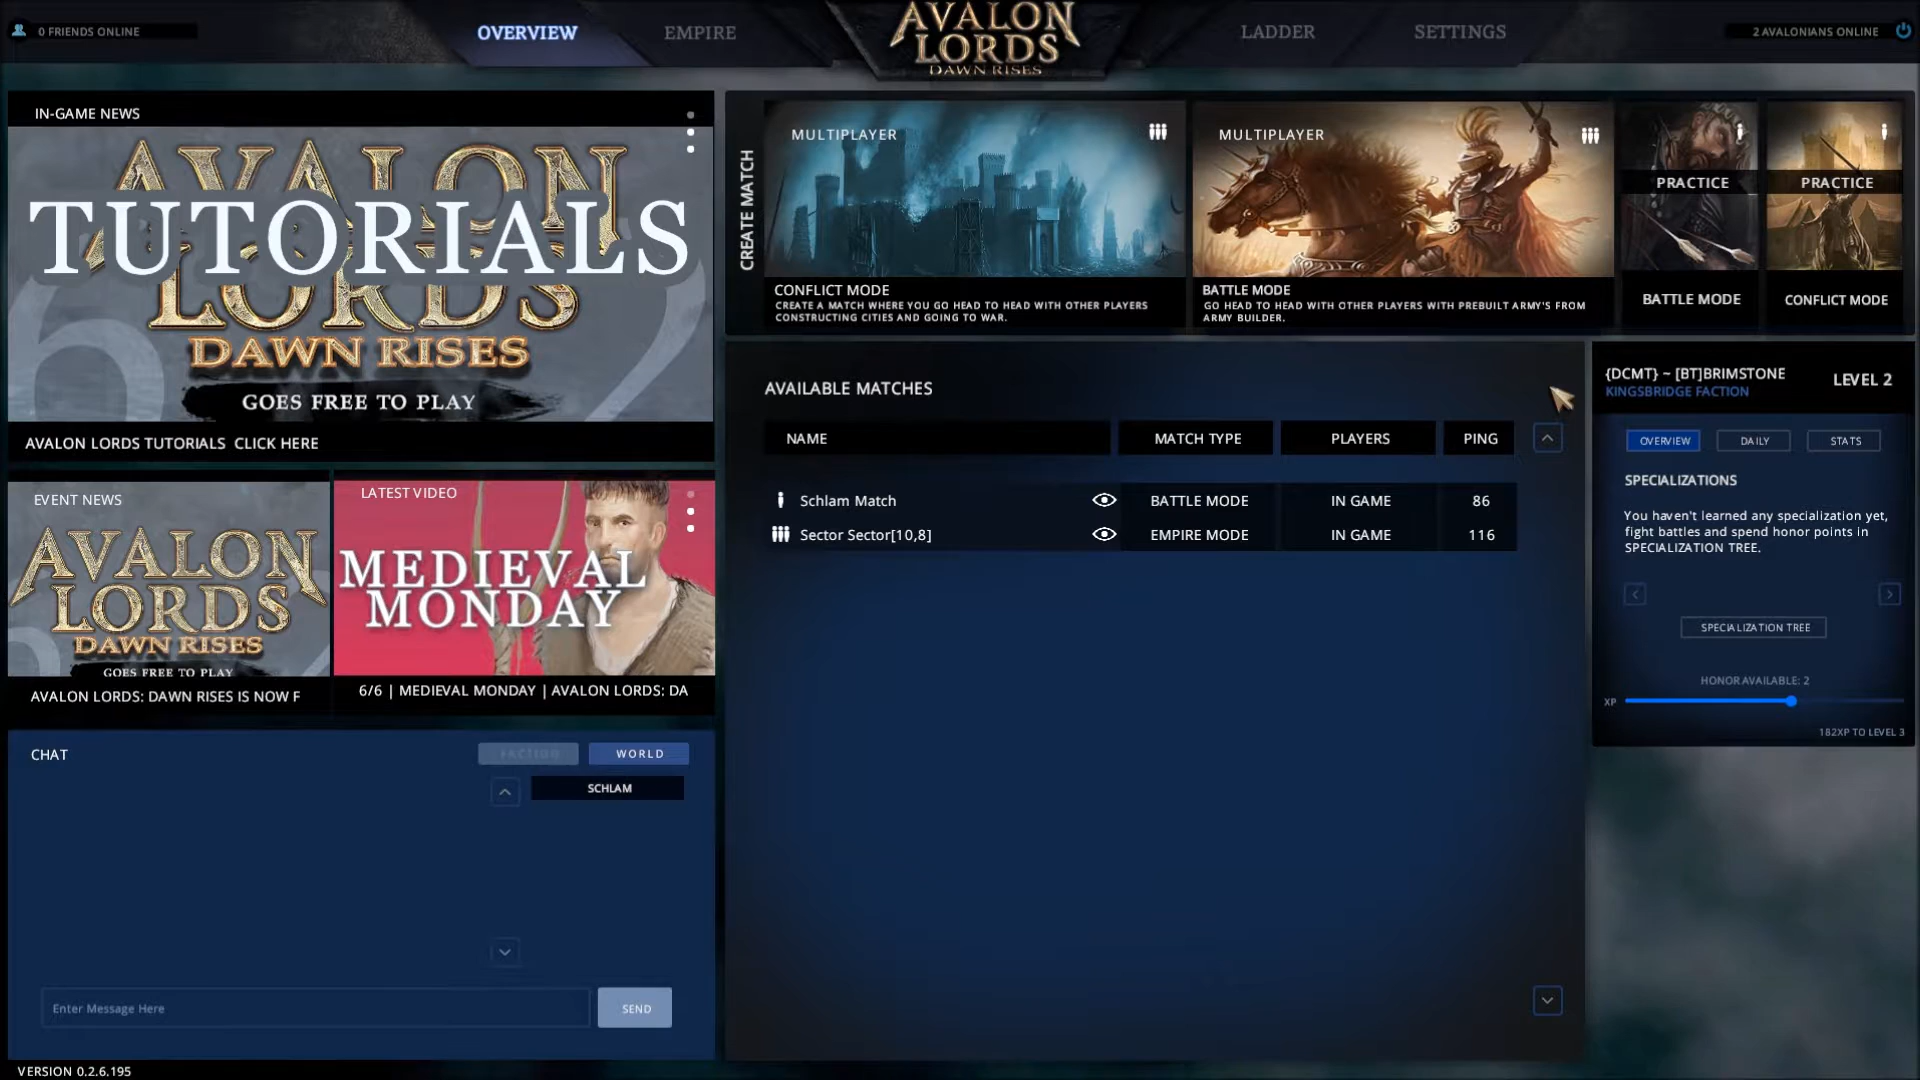 0 FRIENDS ONLINE
OVERVIEW
EMPIRE
AVALON
LORDS
DAWN RISES
LADDER
SETTINGS
2 AVALONIANS ONLINE
IN-GAME NEWS
AVALON
TUTORIALS
LORDS
DAWN RISES
GOES FREE TO PLAY
AVALON LORDS TUTORIALS CLICK HERE
EVENT NEWS
AVALON
LORDS
DAWN RISES
GOES FREE TO PLAY
AVALON LORDS: DAWN RISES IS NOW F
LATEST VIDEO
MEDIEVAL
MONDAY
6/6 | MEDIEVAL MONDAY | AVALON LORDS: DA
CREATE MATCH
MULTIPLAYER
CONFLICT MODE
CREATE A MATCH WHERE YOU GO HEAD TO HEAD WITH OTHER PLAYERS
CONSTRUCTING CITIES AND GOING TO WAR.
MULTIPLAYER
BATTLE MODE
GO HEAD TO HEAD WITH OTHER PLAYERS WITH PREBUILT ARMY'S FROM
ARMY BUILDER.
PRACTICE
BATTLE MODE
PRACTICE
CONFLICT MODE
AVAILABLE MATCHES
NAME MATCH TYPE PLAYERS PING
Schlam Match BATTLE MODE IN GAME 86
Sector Sector[10,8] EMPIRE MODE IN GAME 116
{DCMT} ~ [BT]BRIMSTONE
KINGSBRIDGE FACTION
LEVEL 2
OVERVIEW DAILY STATS
SPECIALIZATIONS
You haven't learned any specialization yet,
fight battles and spend honor points in
SPECIALIZATION TREE.
SPECIALIZATION TREE
HONOR AVAILABLE: 2
XP
182XP TO LEVEL 3
CHAT
FACTION
WORLD
SCHLAM
Enter Message Here
SEND
VERSION 0.2.6.195